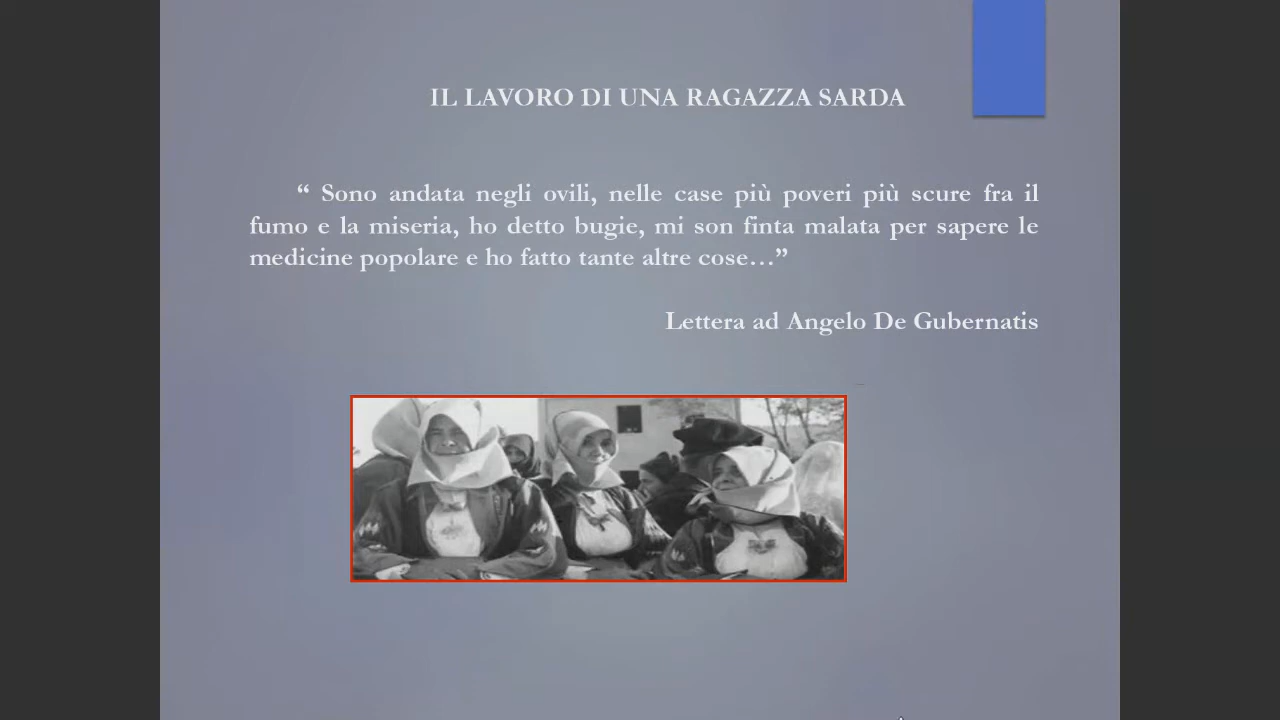 IL LAVORO DI UNA RAGAZZA SARDA
“ Sono andata negli ovili, nelle case più poveri più scure fra il
fumo e la miseria, ho detto bugie, mi son finta malata per sapere le
medicine popolare e ho fatto tante altre cose…”
Lettera ad Angelo De Gubernatis